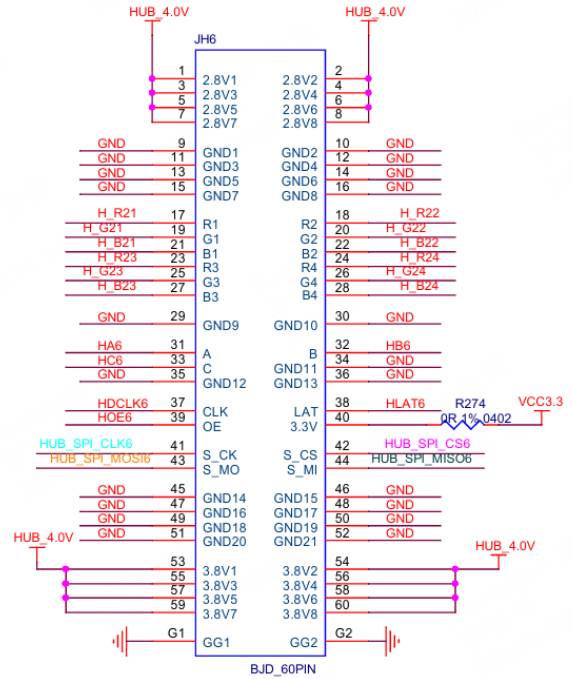 HUB_4.0V HUB_4.0V
JH6
1 2.8V1 2.8V2 2
3 2.8V3 2.8V4 4
5 2.8V5 2.8V6 6
7 2.8V7 2.8V8 8
GND 9 GND1 GND2 10 GND
GND 11 GND3 GND4 12 GND
GND 13 GND5 GND6 14 GND
GND 15 GND7 GND8 16 GND
H_R21 17 R1 R2 18 H_R22
H_G21 19 G1 G2 20 H_G22
H_B21 21 B1 B2 22 H_B22
H_R23 23 R3 R4 24 H_R24
H_G23 25 G3 G4 26 H_G24
H_B23 27 B3 B4 28 H_B24
GND 29 GND9 GND10 30 GND
HA6 31 A B 32 HB6
HC6 33 C GND11 34 GND
GND 35 GND12 GND13 36 GND
HDCLK6 37 CLK LAT 38 HLAT6 R274 VCC3.3
HOE6 39 OE 3.3V 40 0R,1%,0402
HUB_SPI_CLK6 41 S_CK S_CS 42 HUB_SPI_CS6
HUB_SPI_MOSI6 43 S_MO S_MI 44 HUB_SPI_MISO6
GND 45 GND14 GND15 46 GND
GND 47 GND16 GND17 48 GND
GND 49 GND18 GND19 50 GND
GND 51 GND20 GND21 52 GND
HUB_4.0V HUB_4.0V
53 3.8V1 3.8V2 54
55 3.8V3 3.8V4 56
57 3.8V5 3.8V6 58
59 3.8V7 3.8V8 60
G1 GG1 GG2 G2
BJD_60PIN